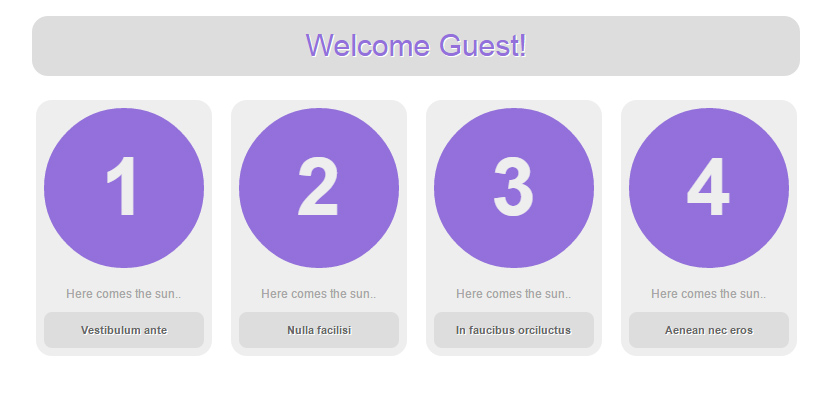 Welcome Guest!
1 2 3 4
Here comes the sun.. Here comes the sun.. Here comes the sun.. Here comes the sun..
Vestibulum ante Nulla facilisi In faucibus orciluctus Aenean nec eros